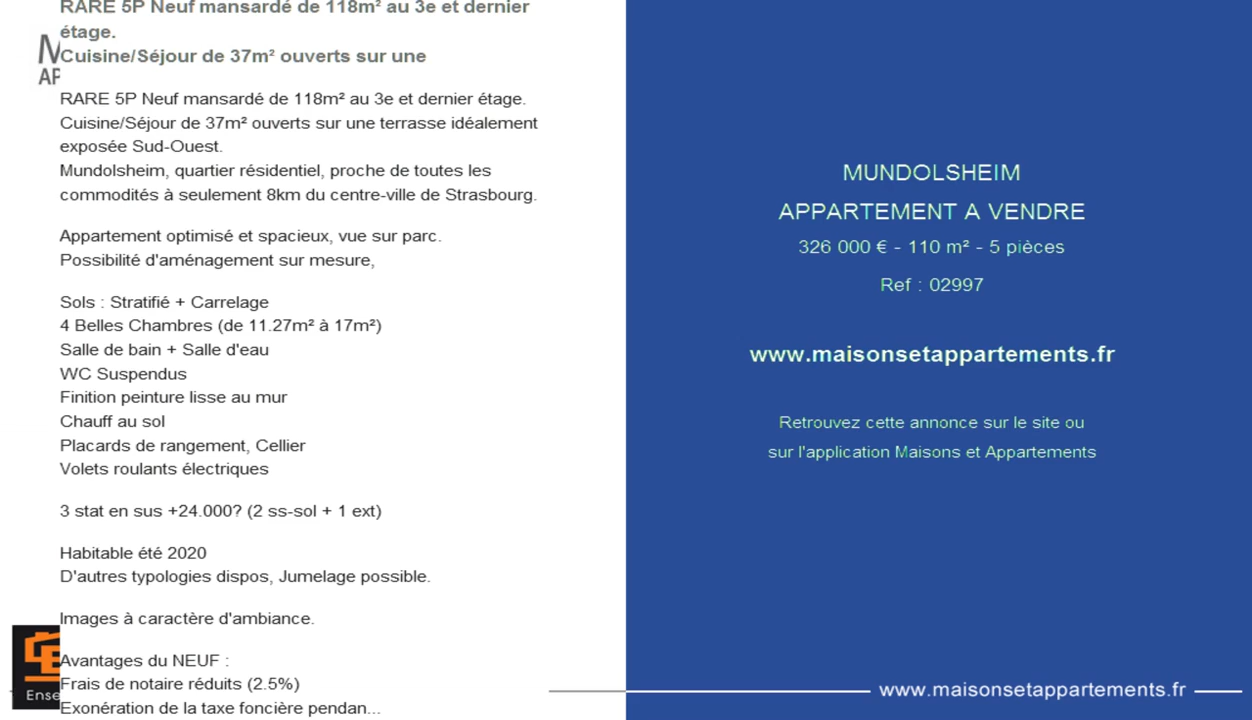 RARE 5P Neuf mansardé de 118m² au 3e et dernier
étage.
Cuisine/Séjour de 37m² ouverts sur une
RARE 5P Neuf mansardé de 118m² au 3e et dernier étage.
Cuisine/Séjour de 37m² ouverts sur une terrasse idéalement
exposée Sud-Ouest.
Mundolsheim, quartier résidentiel, proche de toutes les
commodités à seulement 8km du centre-ville de Strasbourg.
Appartement optimisé et spacieux, vue sur parc.
Possibilité d'aménagement sur mesure,
Sols : Stratifié + Carrelage
4 Belles Chambres (de 11.27m² à 17m²)
Salle de bain + Salle d'eau
WC Suspendus
Finition peinture lisse au mur
Chauff au sol
Placards de rangement, Cellier
Volets roulants électriques
3 stat en sus +24.000? (2 ss-sol + 1 ext)
Habitable été 2020
D'autres typologies dispos, Jumelage possible.
Images à caractère d'ambiance.
Avantages du NEUF :
Frais de notaire réduits (2.5%)
Exonération de la taxe foncière pendan...
Ense
MUNDOLSHEIM
APPARTEMENT A VENDRE
326 000 € - 110 m² - 5 pièces
Ref : 02997
www.maisonsetappartements.fr
Retrouvez cette annonce sur le site ou
sur l'application Maisons et Appartements
www.maisonsetappartements.fr